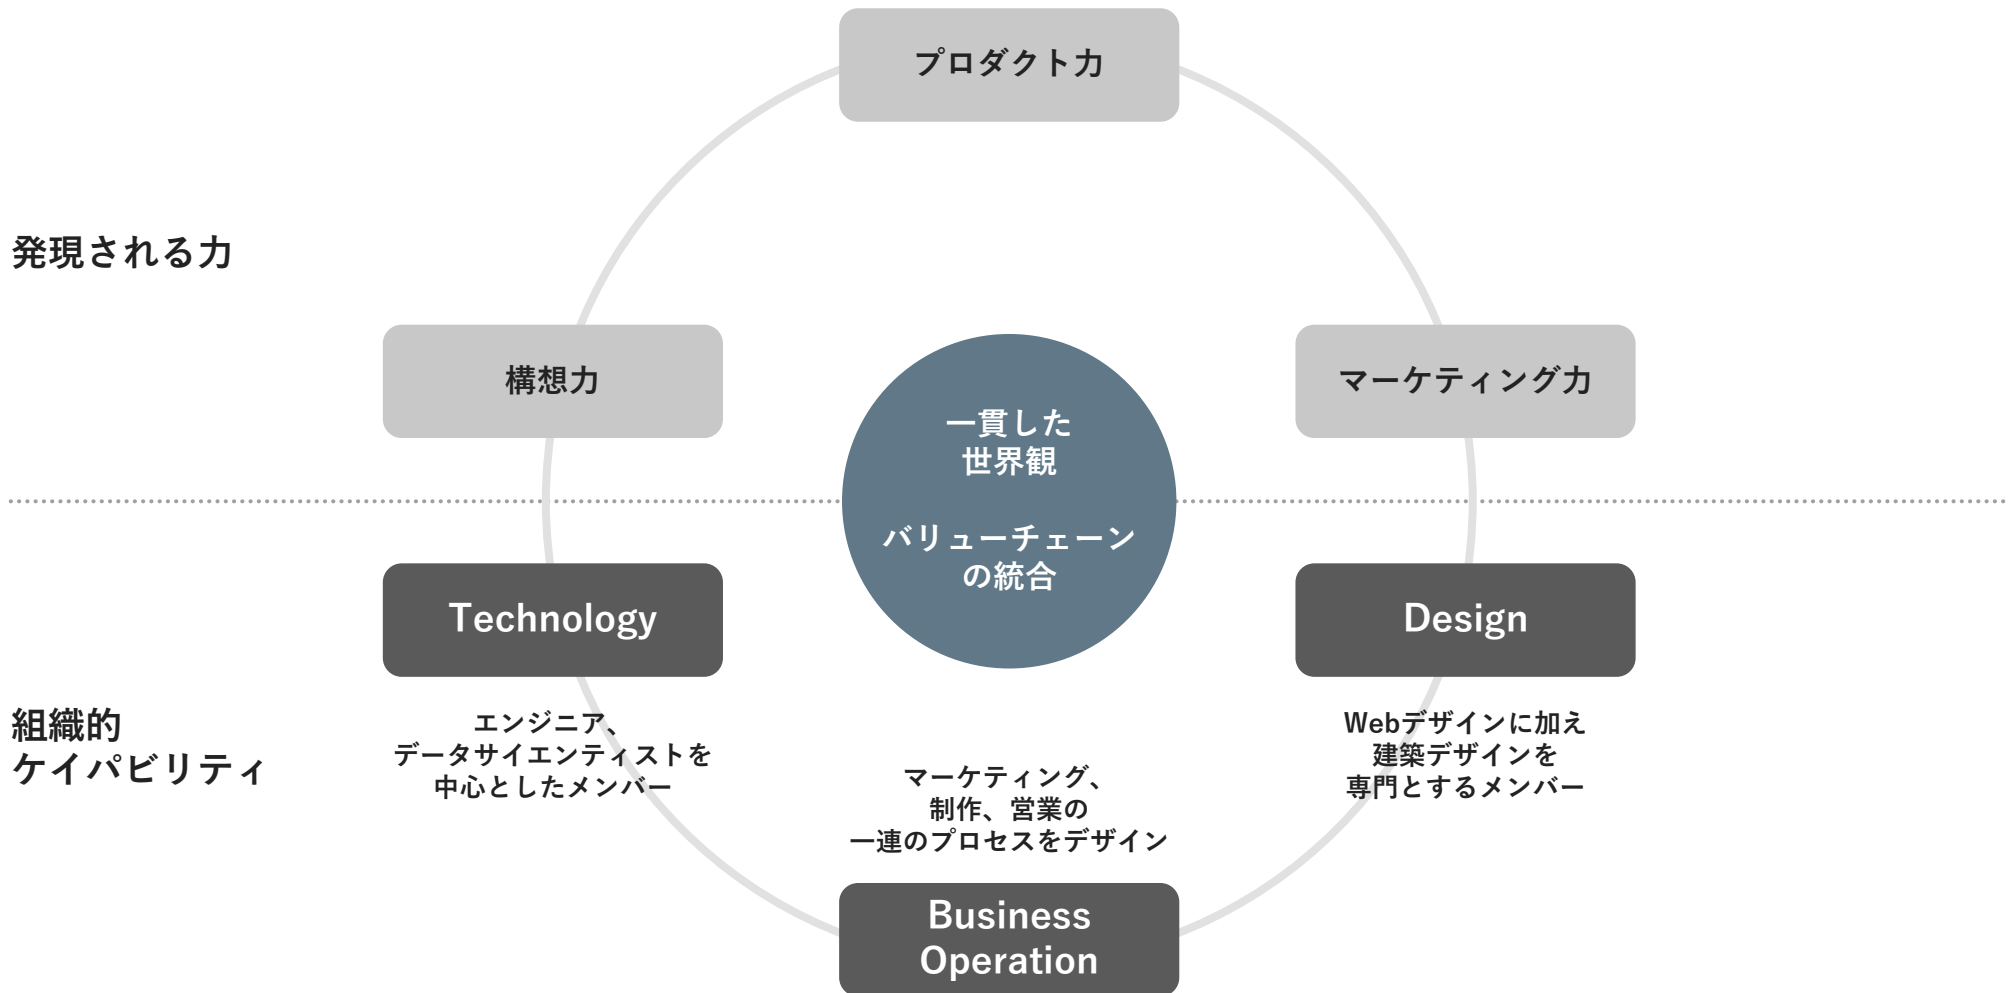 プロダクト力
発現される力
構想力
マーケティング力
一貫した
世界観
バリューチェーン
の統合
Technology
Design
組織的
ケイパビリティ
エンジニア、
データサイエンティストを
中心としたメンバー
Webデザインに加え
建築デザインを
専門とするメンバー
マーケティング、
制作、営業の
一連のプロセスをデザイン
Business
Operation